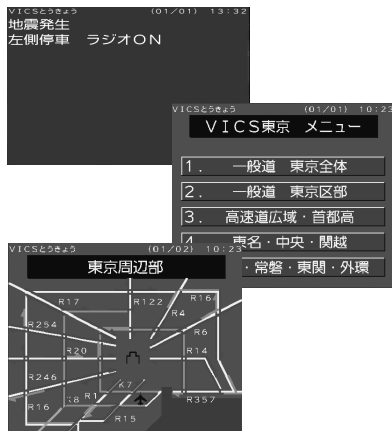 VICSとうきょう (01/01) 13:32
地震発生
左側停車 ラジオON
VICSとうきょう (01/01) 10:23
VICS東京 メニュー
1. 一般道 東京全体
2. 一般道 東京区部
3. 高速道広域・首都高
4. 東名・中央・関越
・常磐・東関・外環
VICSとうきょう (01/02) 10:23
東京周辺部
R17
R122
R164
R4
R254
R6
R20
R14
R246
K7
R1
R8
R16
R15
R357